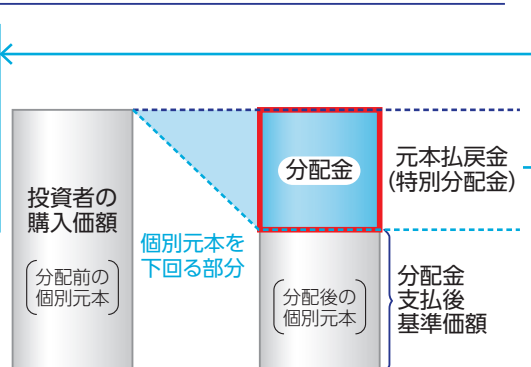 投資者の
購入価額
(分配前の
個別元本)
個別元本を
下回る部分
分配金
(分配後の
個別元本)
元本払戻金
(特別分配金)
分配金
支払後
基準価額